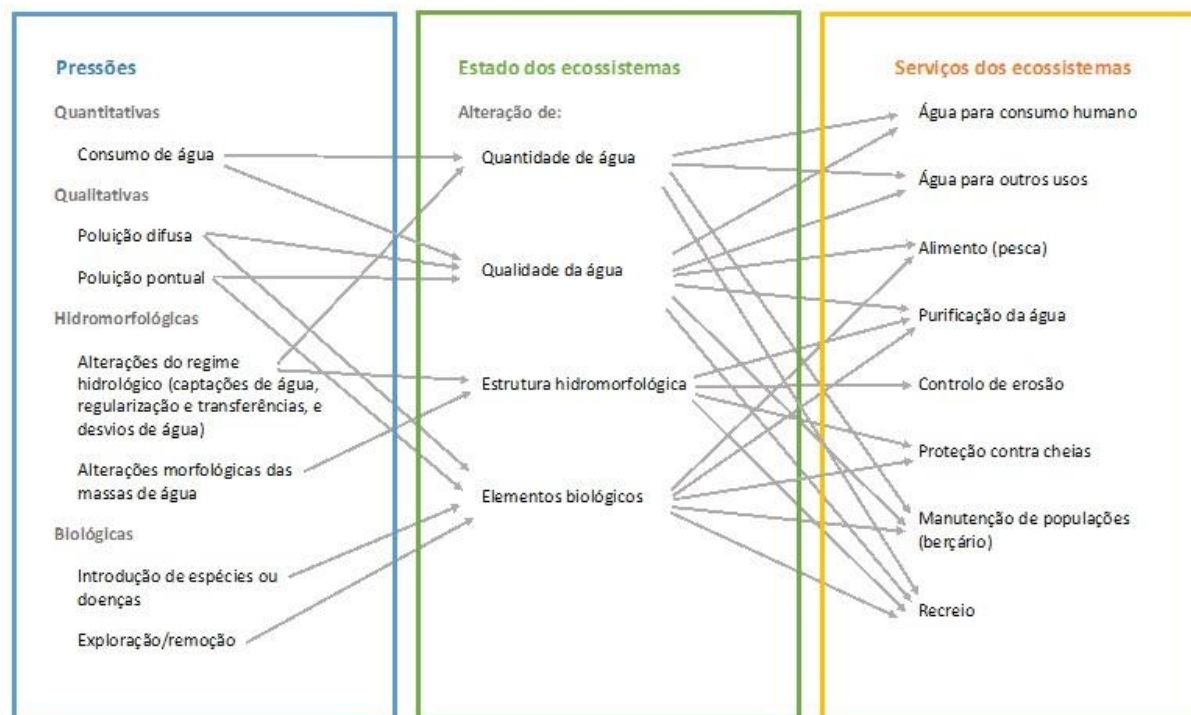 Pressões
Quantitativas
Consumo de água
Qualitativas
Poluição difusa
Poluição pontual
Hidromorfológicas
Alterações do regime
hidrológico (captações de água,
regularização e transferências, e
desvios de água)
Alterações morfológicas das
massas de água
Biológicas
Introdução de espécies ou
doenças
Exploração/remoção
Estado dos ecossistemas
Alteração de:
Quantidade de água
Qualidade da água
Estrutura hidromorfológica
Elementos biológicos
Serviços dos ecossistemas
Água para consumo humano
Água para outros usos
Alimento (pesca)
Purificação da água
Controlo de erosão
Proteção contra cheias
Manutenção de populações
(berçário)
Recreio